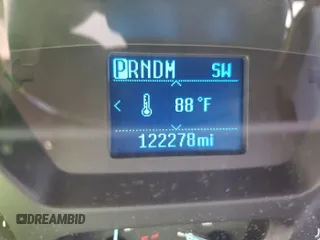 PRNDM SW
88°F
122278mi
DREAMBID